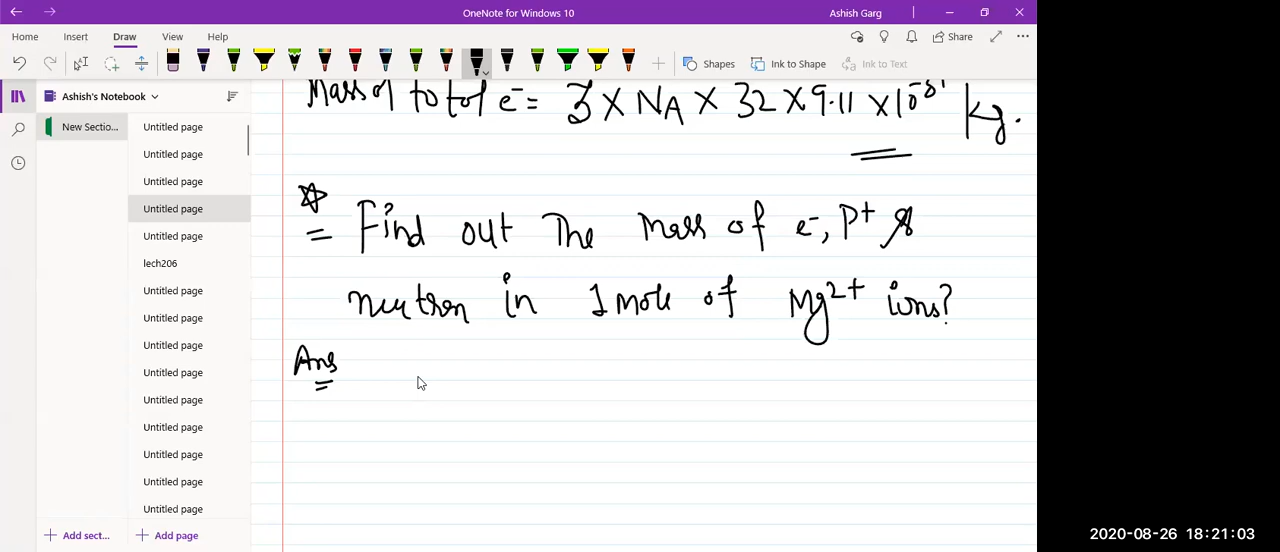 OneNote for Windows 10
Ashish Garg
Home Insert Draw View Help
Share
Shapes
Ink to Shape
Ink to Text
Ashish's Notebook
New Sectio...
Untitled page
Untitled page
Untitled page
Untitled page
Untitled page
lech206
Untitled page
Untitled page
Untitled page
Untitled page
Untitled page
Untitled page
Untitled page
Untitled page
Untitled page
Add sect...
Add page
Mass of total e⁻ = 3 × NA × 32 × 9.11 × 10⁻³¹ kg.
Find out The Mass of e⁻, P⁺ &
neutron in 1 mole of Mg²⁺ ions?
Ans
2020-08-26 18:21:03